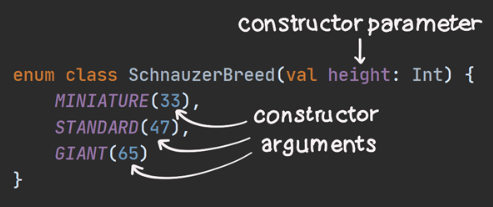 constructor parameter
enum class SchnauzerBreed(val height: Int) {
MINIATURE(33),
STANDARD(47),
GIANT(65)
}
constructor
arguments